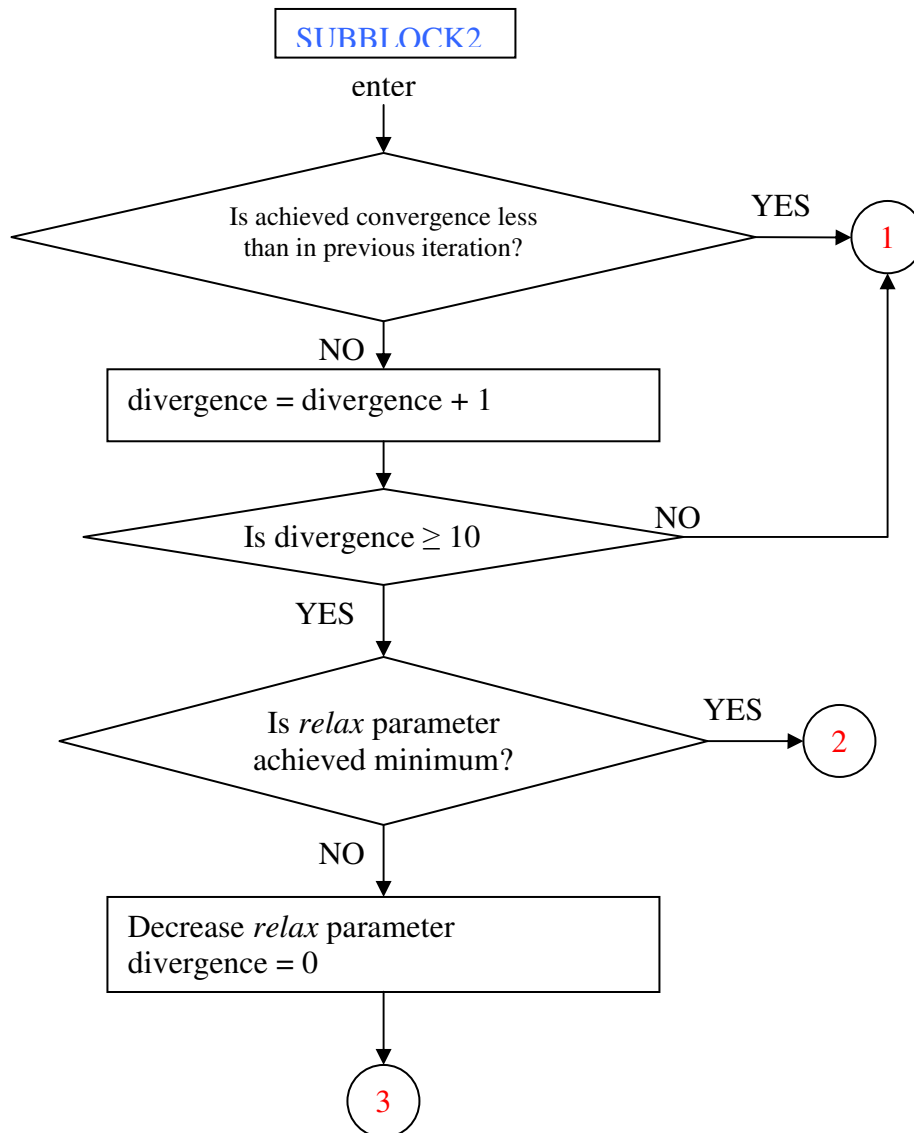 SUBBLOCK2
enter
Is achieved convergence less
than in previous iteration?
YES
1
NO
divergence = divergence + 1
Is divergence ≥ 10
NO
YES
Is relax parameter
achieved minimum?
YES
2
NO
Decrease relax parameter
divergence = 0
3